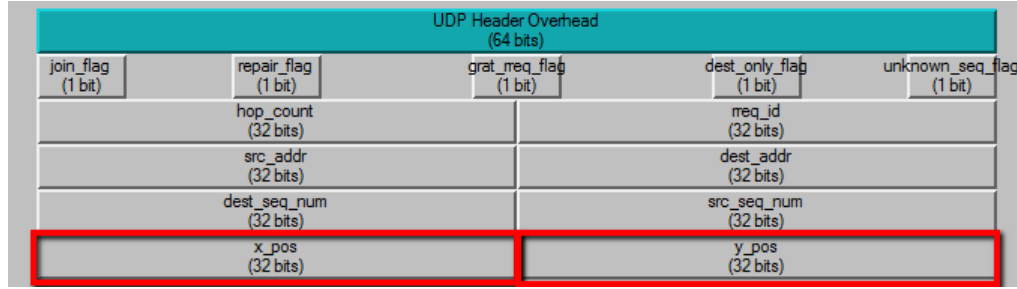 UDP Header Overhead
(64 bits)
join_flag repair_flag grat_rreq_flag dest_only_flag unknown_seq_flag
(1 bit) (1 bit) (1 bit) (1 bit) (1 bit)
hop_count rreq_id
(32 bits) (32 bits)
src_addr dest_addr
(32 bits) (32 bits)
dest_seq_num src_seq_num
(32 bits) (32 bits)
x_pos y_pos
(32 bits) (32 bits)